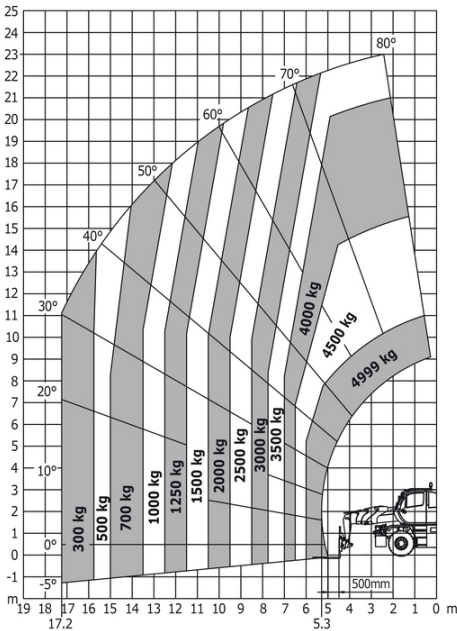 25
24
23
22
21
20
19
18
17
16
15
14
13
12
11
10
9
8
7
6
5
4
3
2
1
0
-1
m
80°
70°
60°
50°
40°
30°
20°
10°
0°
-5°
300 kg
500 kg
700 kg
1000 kg
1250 kg
1500 kg
2000 kg
2500 kg
3000 kg
3500 kg
4000 kg
4500 kg
4999 kg
500mm
19 18 17 16 15 14 13 12 11 10 9 8 7 6 5 4 3 2 1 0 m
17.2 5.3